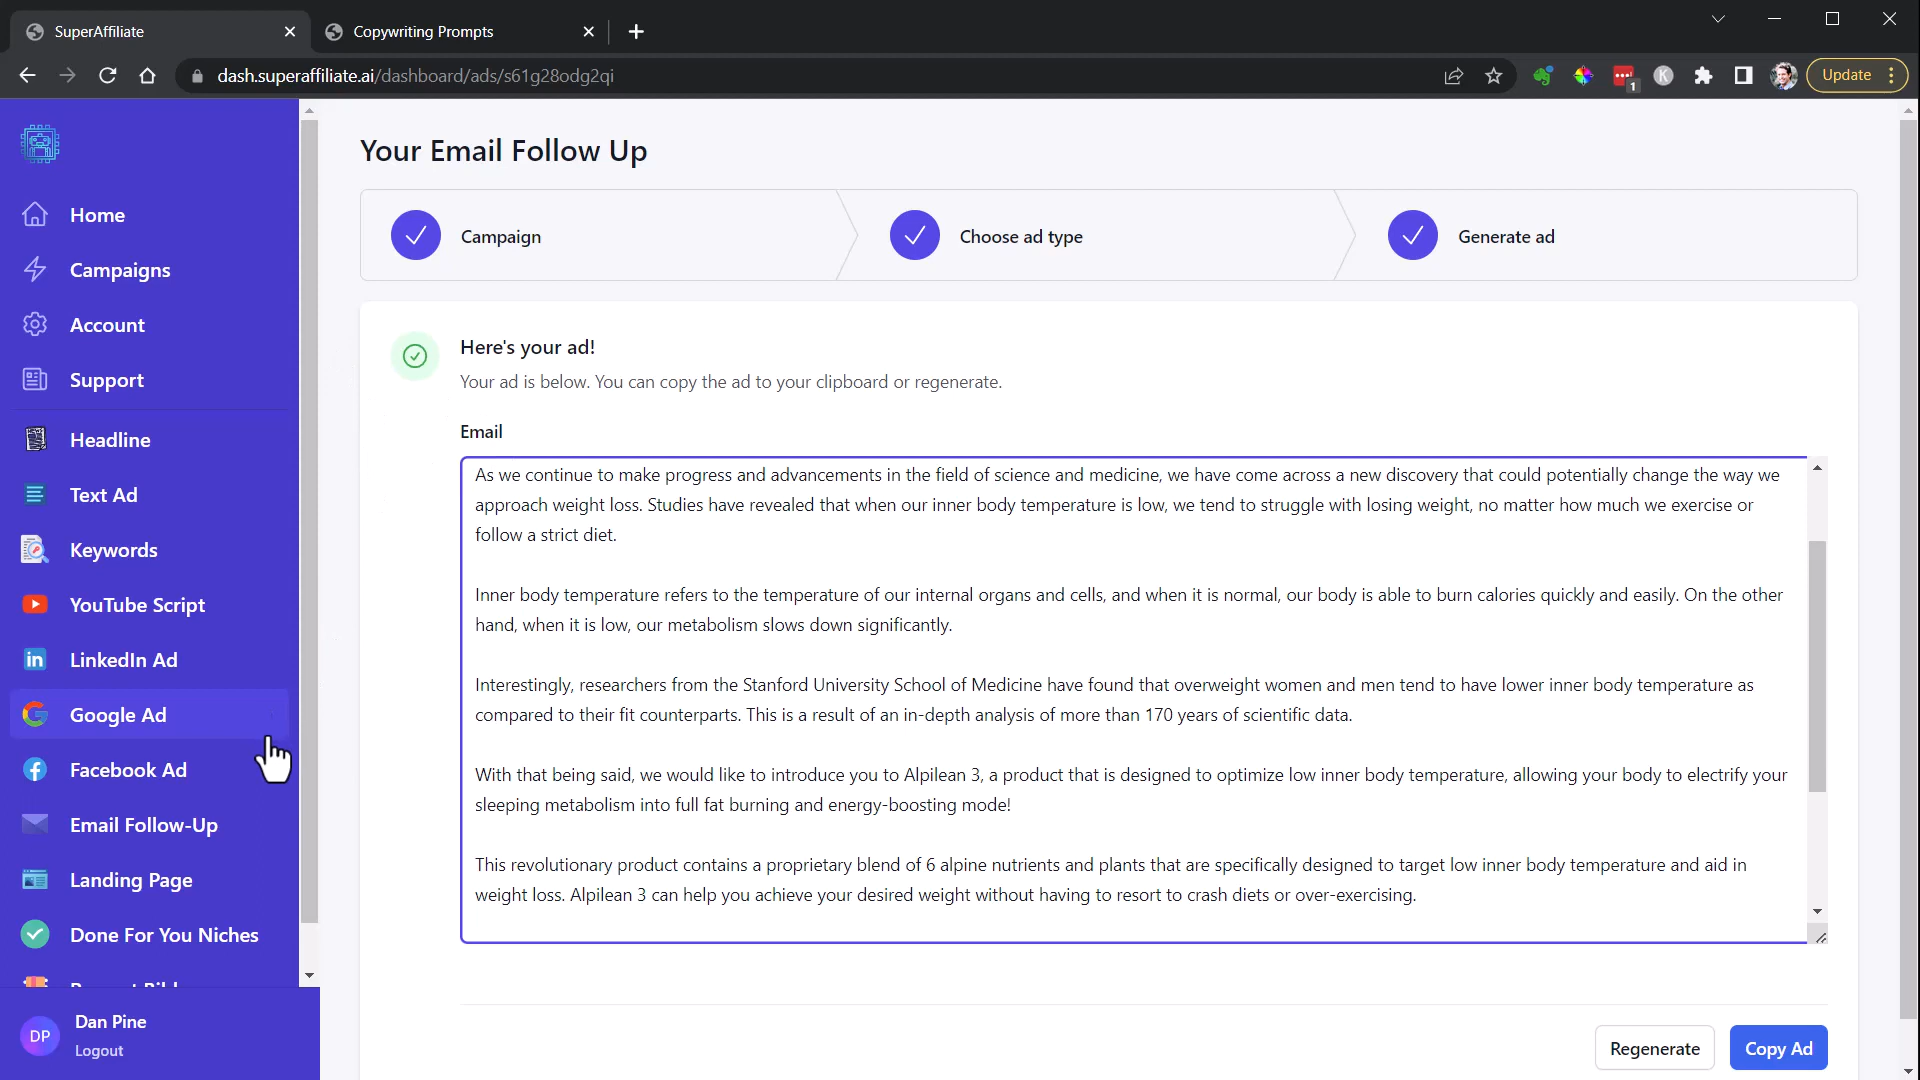 SuperAffiliate
Copywriting Prompts
dash.superaffiliate.ai/dashboard/ads/s61g28odg2qi
1
K
Update
Home
Campaigns
Account
Support
Headline
Text Ad
Keywords
YouTube Script
in
LinkedIn Ad
Google Ad
Facebook Ad
Email Follow-Up
Landing Page
Done For You Niches
DP
Dan Pine
Logout
Your Email Follow Up
Campaign
Choose ad type
Generate ad
Here's your ad!
Your ad is below. You can copy the ad to your clipboard or regenerate.
Email
As we continue to make progress and advancements in the field of science and medicine, we have come across a new discovery that could potentially change the way we
approach weight loss. Studies have revealed that when our inner body temperature is low, we tend to struggle with losing weight, no matter how much we exercise or
follow a strict diet.
Inner body temperature refers to the temperature of our internal organs and cells, and when it is normal, our body is able to burn calories quickly and easily. On the other
hand, when it is low, our metabolism slows down significantly.
Interestingly, researchers from the Stanford University School of Medicine have found that overweight women and men tend to have lower inner body temperature as
compared to their fit counterparts. This is a result of an in-depth analysis of more than 170 years of scientific data.
With that being said, we would like to introduce you to Alpilean 3, a product that is designed to optimize low inner body temperature, allowing your body to electrify your
sleeping metabolism into full fat burning and energy-boosting mode!
This revolutionary product contains a proprietary blend of 6 alpine nutrients and plants that are specifically designed to target low inner body temperature and aid in
weight loss. Alpilean 3 can help you achieve your desired weight without having to resort to crash diets or over-exercising.
Regenerate
Copy Ad